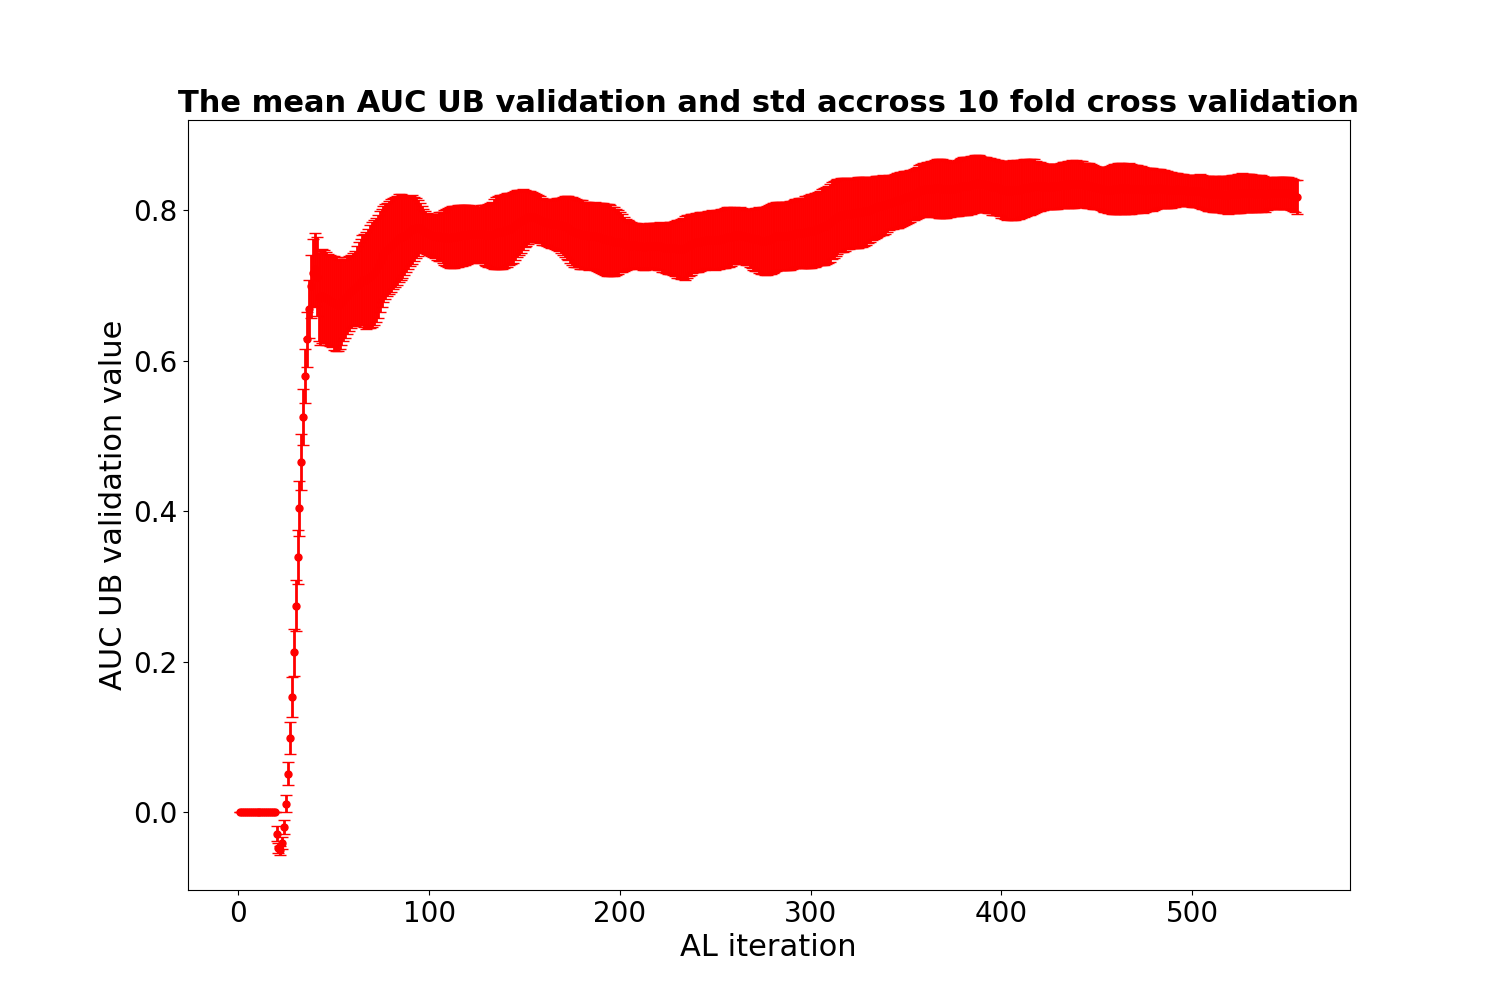 The mean AUC UB validation and std accross 10 fold cross validation
AUC UB validation value
0.8
0.6
0.4
0.2
0.0
0 100 200 300 400 500
AL iteration